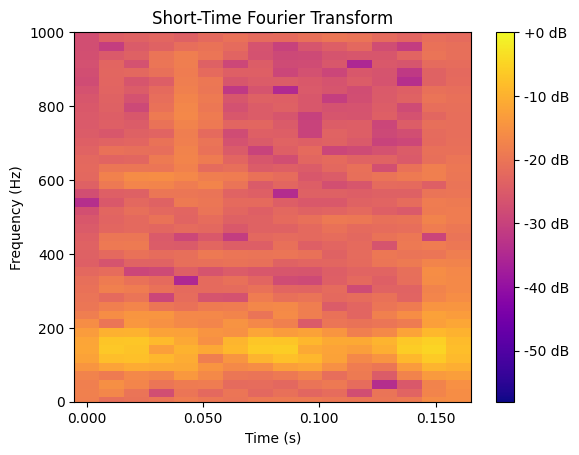 Short-Time Fourier Transform
Frequency (Hz)
1000
800
600
400
200
0
0.000
0.050
0.100
0.150
Time (s)
+0 dB
-10 dB
-20 dB
-30 dB
-40 dB
-50 dB